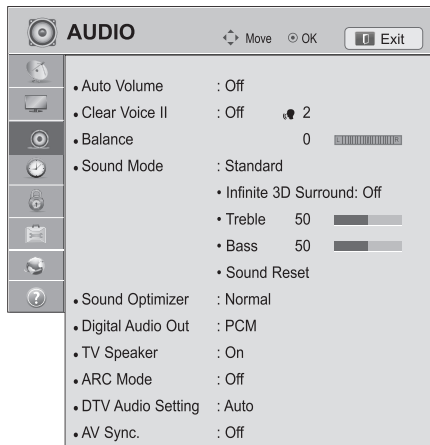 AUDIO Move OK Exit
• Auto Volume : Off
• Clear Voice II : Off 2
• Balance 0 L R
• Sound Mode : Standard
• Infinite 3D Surround: Off
• Treble 50
• Bass 50
• Sound Reset
• Sound Optimizer : Normal
• Digital Audio Out : PCM
• TV Speaker : On
• ARC Mode : Off
• DTV Audio Setting : Auto
• AV Sync. : Off